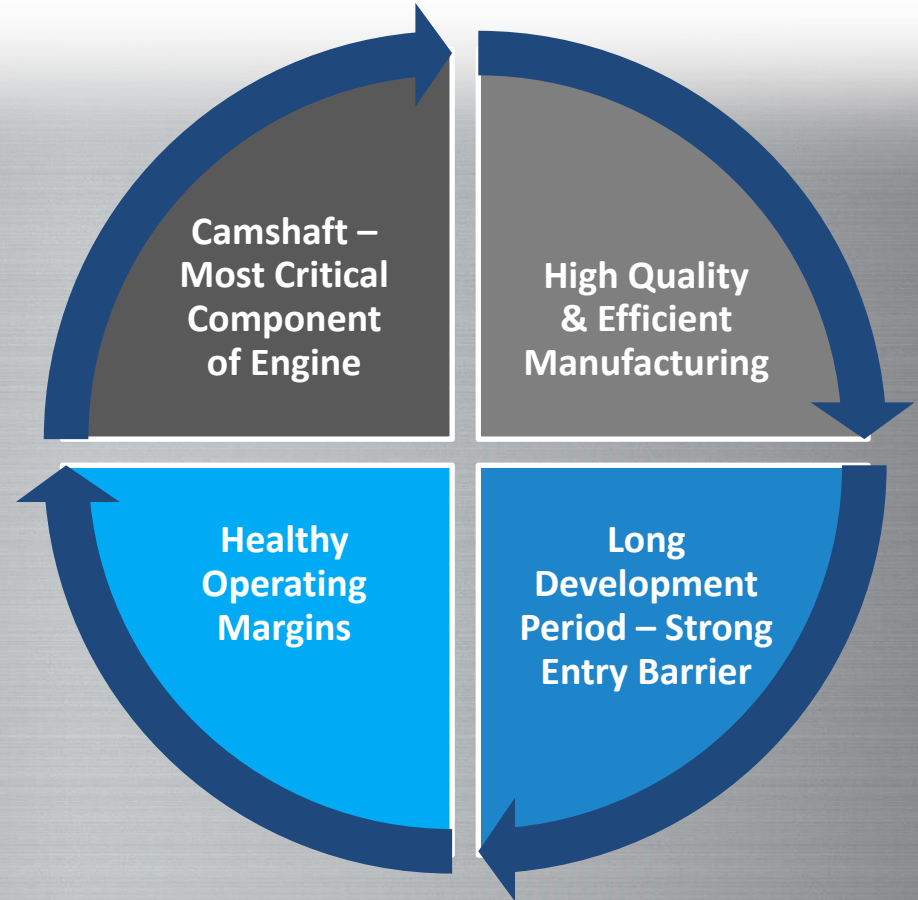 Camshaft –
Most Critical
Component
of Engine
High Quality
& Efficient
Manufacturing
Healthy
Operating
Margins
Long
Development
Period – Strong
Entry Barrier